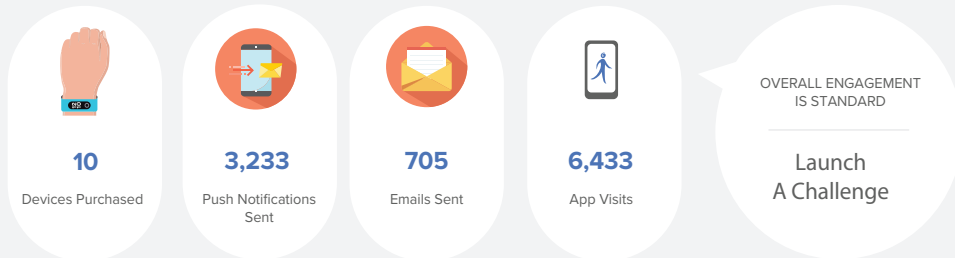 10
Devices Purchased
3,233
Push Notifications
Sent
705
Emails Sent
6,433
App Visits
OVERALL ENGAGEMENT
IS STANDARD
Launch
A Challenge